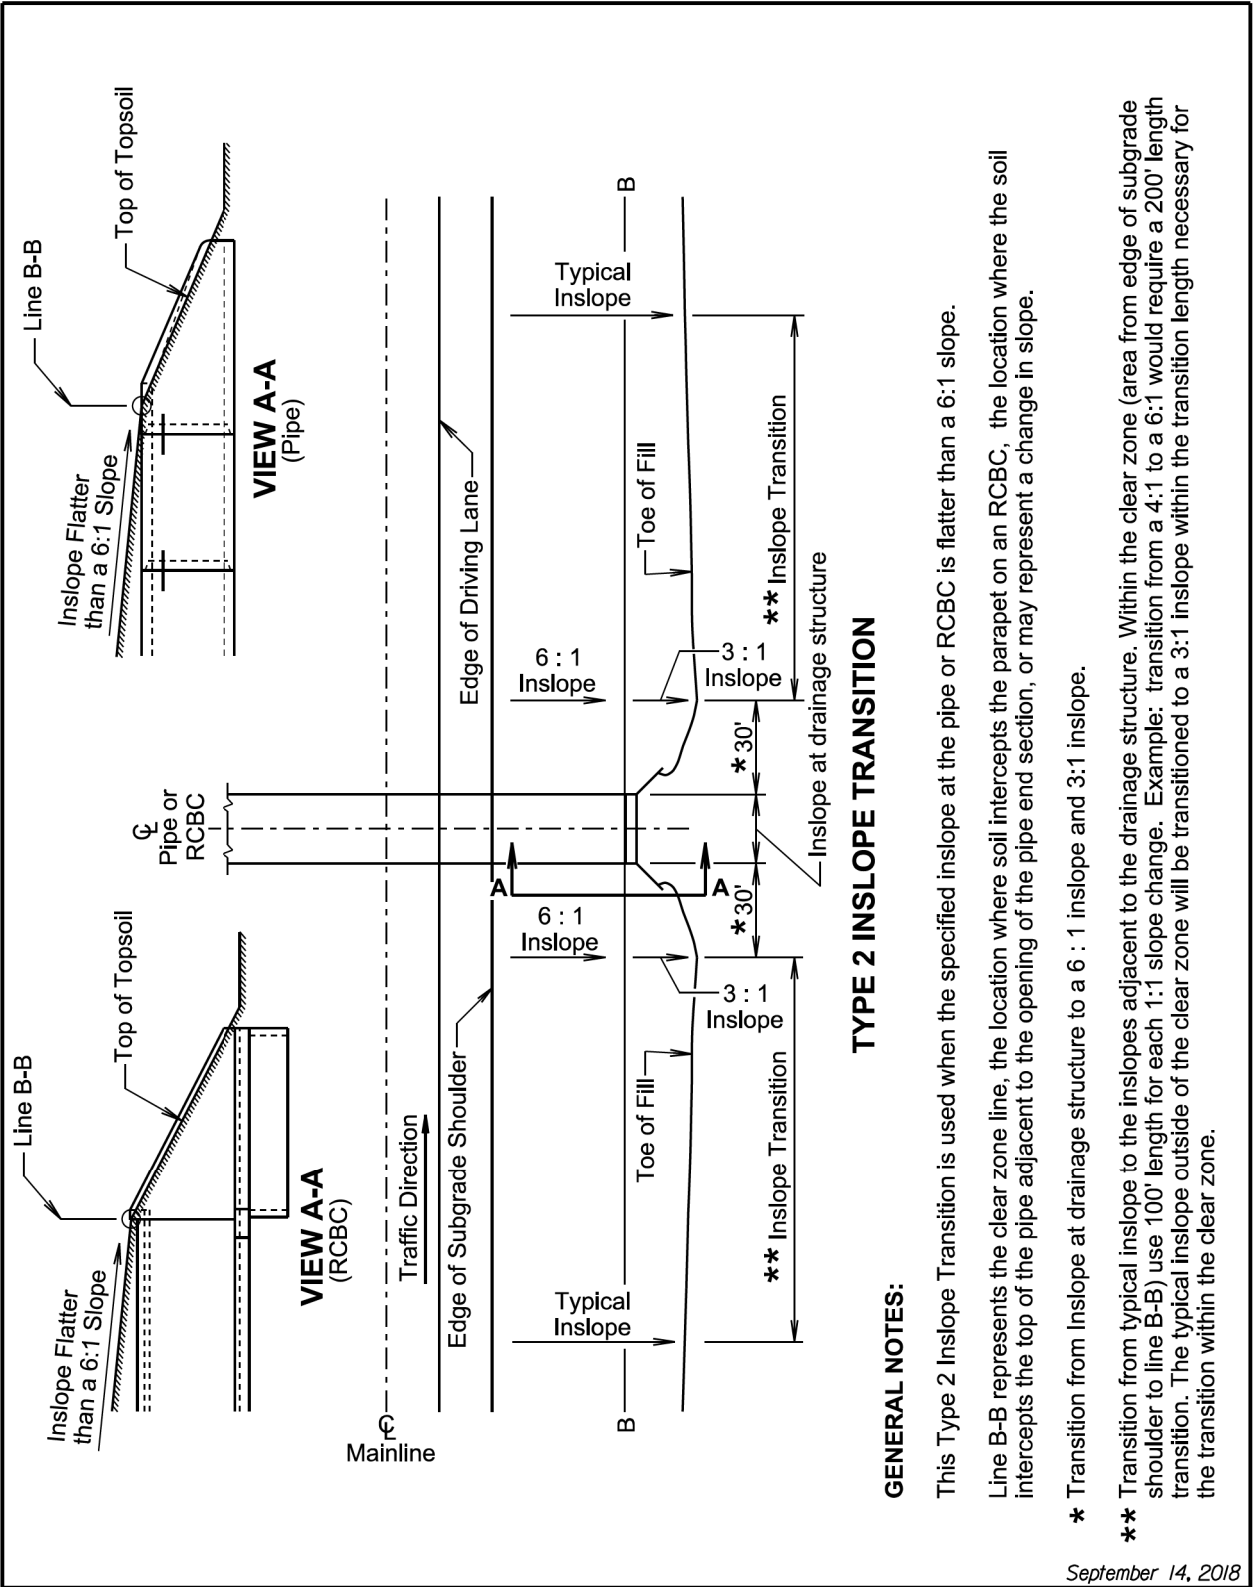 Line B-B
Top of Topsoil
Inslope Flatter
than a 6:1 Slope
VIEW A-A
(RCBC)
Line B-B
Top of Topsoil
Inslope Flatter
than a 6:1 Slope
VIEW A-A
(Pipe)
℄
Pipe or
RCBC
℄
Mainline
Traffic Direction
Edge of Subgrade Shoulder
Edge of Driving Lane
Typical
Inslope
6 : 1
Inslope
A
6 : 1
Inslope
Typical
Inslope
B
B
Toe of Fill
3 : 1
Inslope
A
3 : 1
Inslope
Toe of Fill
** Inslope Transition
* 30'
* 30'
** Inslope Transition
Inslope at drainage structure
TYPE 2 INSLOPE TRANSITION
GENERAL NOTES:
This Type 2 Inslope Transition is used when the specified inslope at the pipe or RCBC is flatter than a 6:1 slope.
Line B-B represents the clear zone line, the location where soil intercepts the parapet on an RCBC, the location where the soil
intercepts the top of the pipe adjacent to the opening of the pipe end section, or may represent a change in slope.
* Transition from Inslope at drainage structure to a 6 : 1 inslope and 3:1 inslope.
** Transition from typical inslope to the inslopes adjacent to the drainage structure. Within the clear zone (area from edge of subgrade
shoulder to line B-B) use 100' length for each 1:1 slope change. Example: transition from a 4:1 to a 6:1 would require a 200' length
transition. The typical inslope outside of the clear zone will be transitioned to a 3:1 inslope within the transition length necessary for
the transition within the clear zone.
September 14, 2018